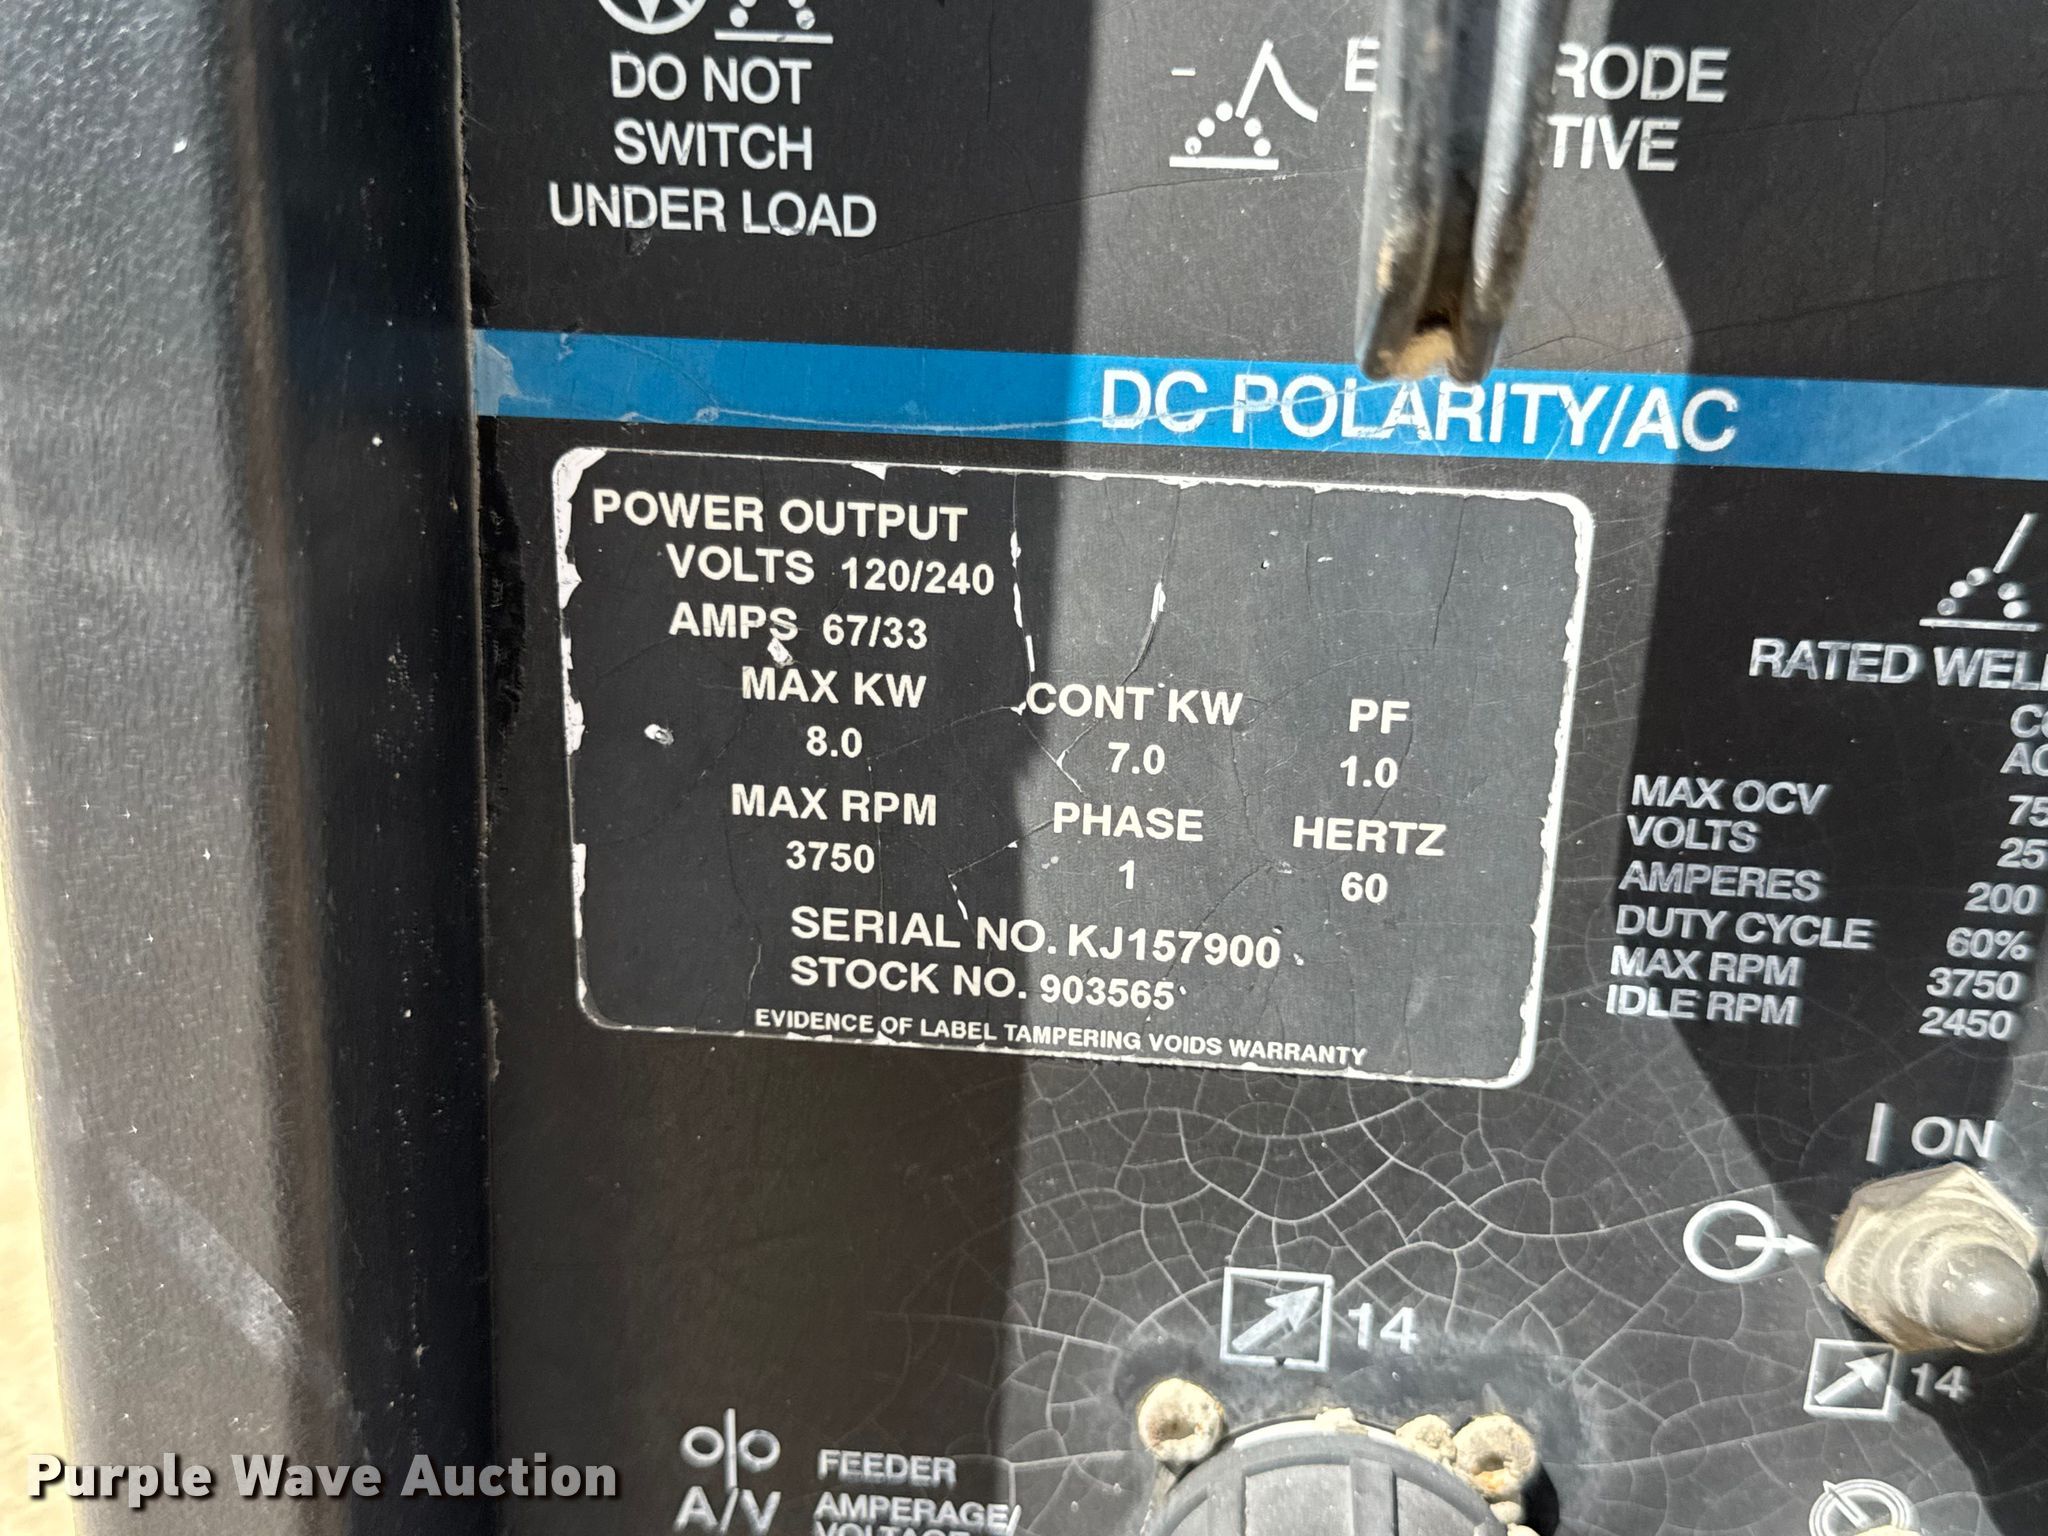 DO NOT
SWITCH
UNDER LOAD
DC POLARITY/AC
POWER OUTPUT
VOLTS 120/240
AMPS 67/33
MAX KW CONT KW PF
8.0 7.0 1.0
MAX RPM PHASE HERTZ
3750 1 60
SERIAL NO. KJ157900
STOCK NO. 903565
EVIDENCE OF LABEL TAMPERING VOIDS WARRANTY
RATED
MAX OCV
VOLTS
AMPERES 200
DUTY CYCLE 60%
MAX RPM 3750
IDLE RPM 2450
ON
14
14
FEEDER
A/V AMPERAGE/
VOLTAGE
Purple Wave Auction